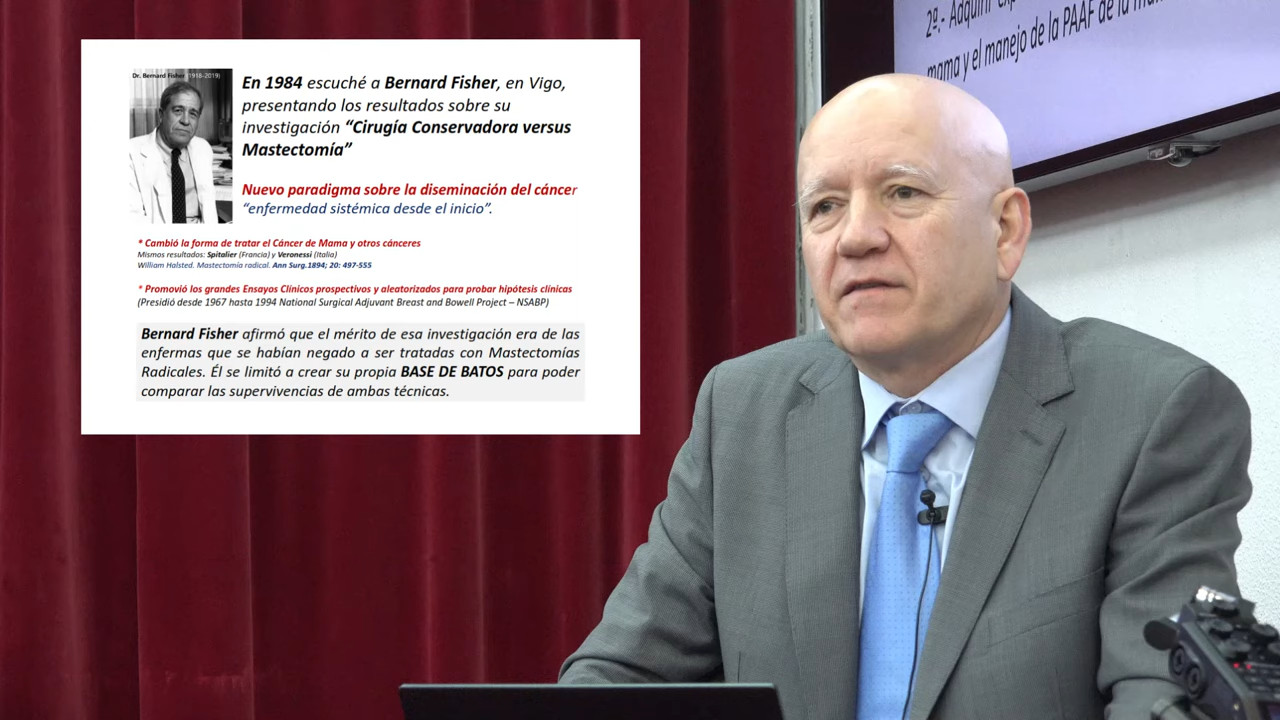 Dr. Bernard Fisher (1918-2019)
En 1984 escuché a Bernard Fisher, en Vigo,
presentando los resultados sobre su
investigación “Cirugía Conservadora versus
Mastectomía”
Nuevo paradigma sobre la diseminación del cáncer
“enfermedad sistémica desde el inicio”.
* Cambió la forma de tratar el Cáncer de Mama y otros cánceres
Mismos resultados: Spitalier (Francia) y Veronessi (Italia)
William Halsted. Mastectomía radical. Ann Surg.1894; 20: 497-555
* Promovió los grandes Ensayos Clínicos prospectivos y aleatorizados para probar hipótesis clínicas
(Presidió desde 1967 hasta 1994 National Surgical Adjuvant Breast and Bowell Project – NSABP)
Bernard Fisher afirmó que el mérito de esa investigación era de las
enfermas que se habían negado a ser tratadas con Mastectomías
Radicales. Él se limitó a crear su propia BASE DE BATOS para poder
comparar las supervivencias de ambas técnicas.
2º.- Adquirir
mama y el manejo de la PAAF de la